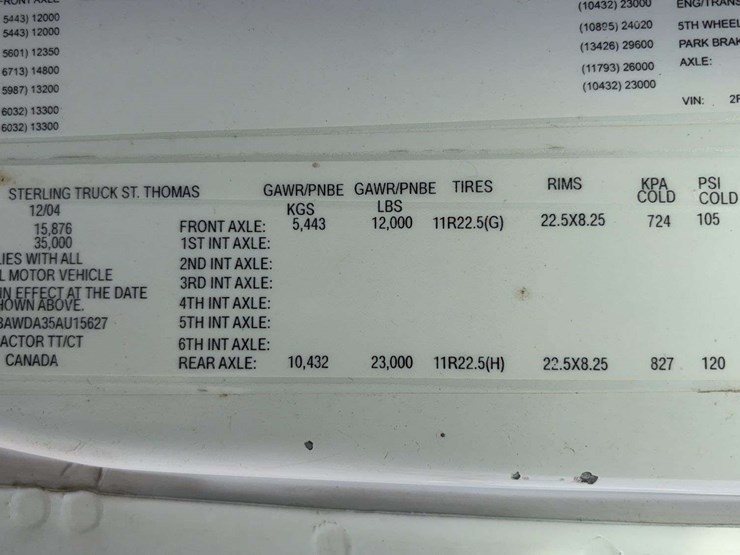 5443) 12000
5443) 12000
5601) 12350
6713) 14800
5987) 13200
6032) 13300
6032) 13300
(10432) 23000
(10895) 24020
(13426) 29600
(11793) 26000
(10432) 23000
ENG/TRANS
5TH WHEEL
PARK BRAK
AXLE:
VIN: 2F
STERLING TRUCK ST. THOMAS
12/04
15,876
35,000
IES WITH ALL
L MOTOR VEHICLE
IN EFFECT AT THE DATE
HOWN ABOVE.
BAWDA35AU15627
ACTOR TT/CT
CANADA
GAWR/PNBE GAWR/PNBE TIRES RIMS KPA PSI
KGS LBS COLD COLD
FRONT AXLE: 5,443 12,000 11R22.5(G) 22.5X8.25 724 105
1ST INT AXLE:
2ND INT AXLE:
3RD INT AXLE:
4TH INT AXLE:
5TH INT AXLE:
6TH INT AXLE:
REAR AXLE: 10,432 23,000 11R22.5(H) 22.5X8.25 827 120